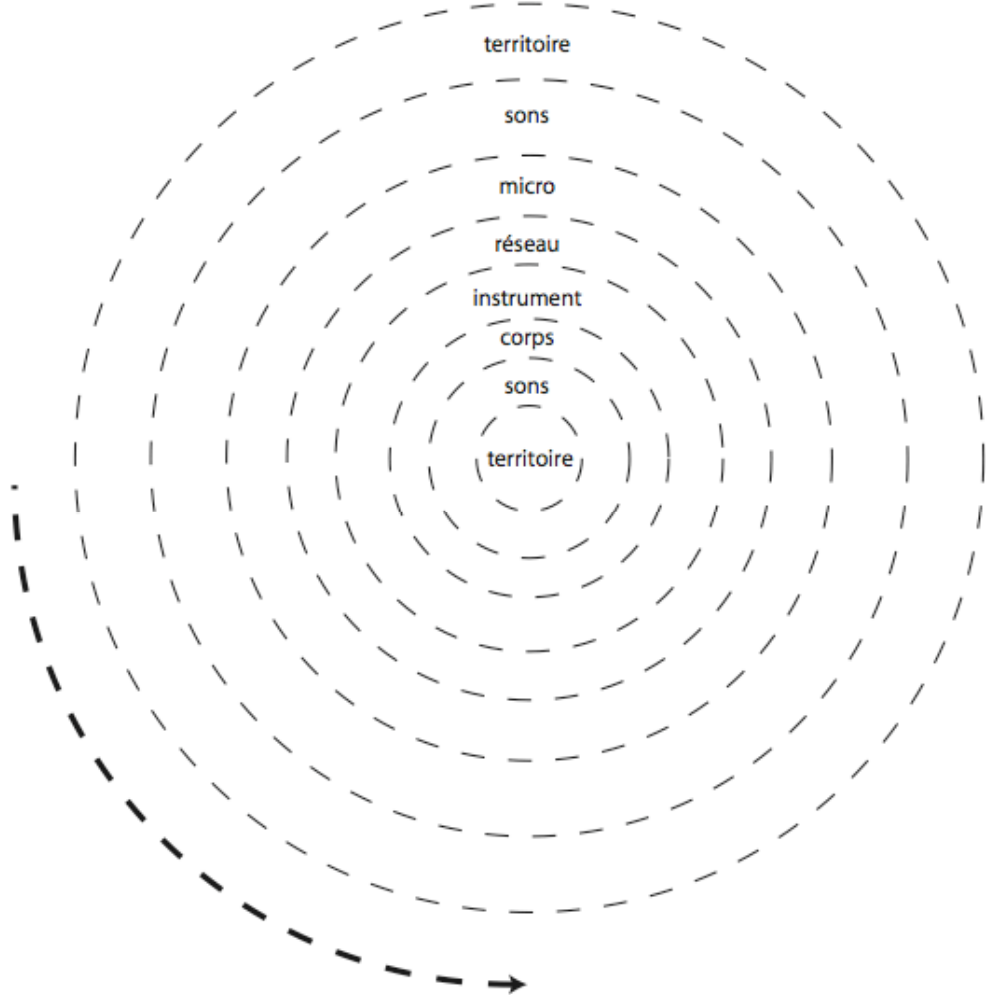 territoire
sons
micro
réseau
instrument
corps
sons
territoire